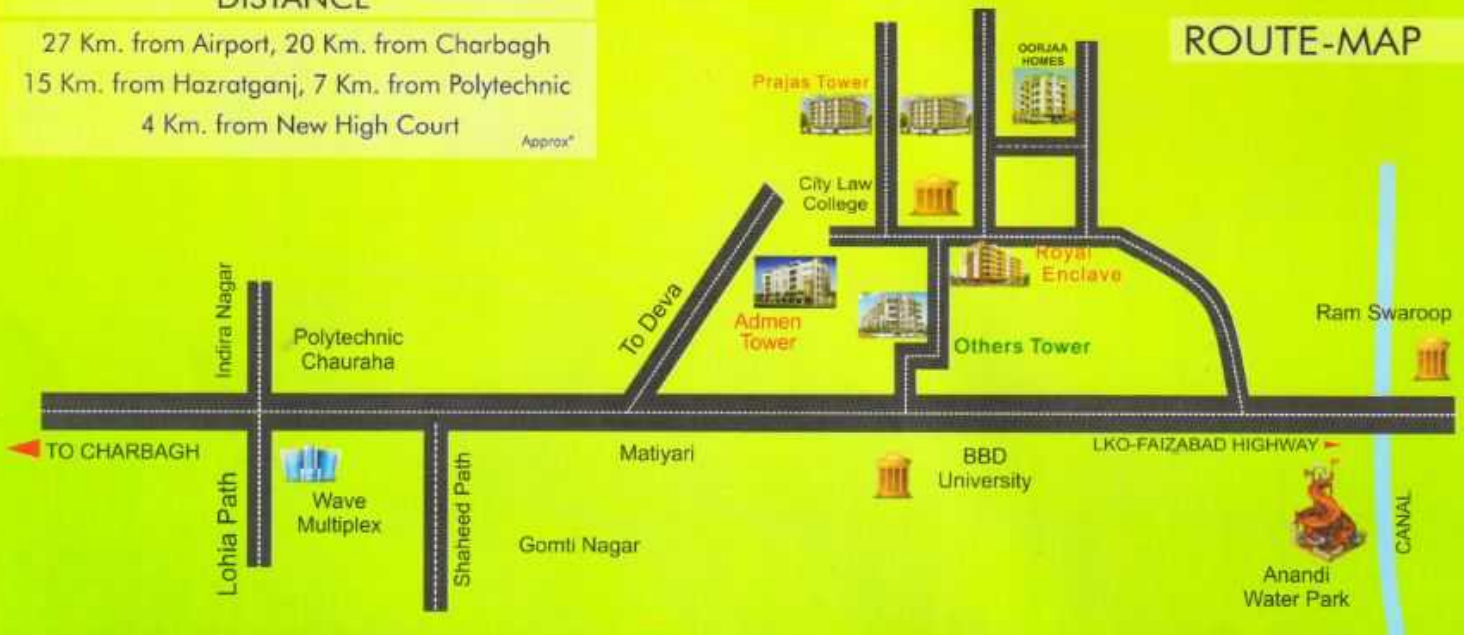 DISTANCE
27 Km. from Airport, 20 Km. from Charbagh
15 Km. from Hazratganj, 7 Km. from Polytechnic
4 Km. from New High Court
Approx*
ROUTE-MAP
OORJAA
HOMES
Prajas Tower
City Law
College
Royal
Enclave
Admen
Tower
Others Tower
To Deva
Indira Nagar
Polytechnic
Chauraha
Ram Swaroop
TO CHARBAGH
Lohia Path
Wave
Multiplex
Shaheed Path
Gomti Nagar
Matiyari
BBD
University
LKO-FAIZABAD HIGHWAY
Anandi
Water Park
CANAL